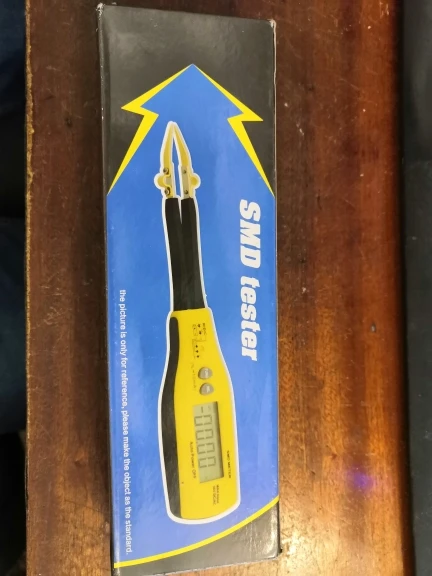 SMD tester
the picture is only for reference, please make the object as the standard.